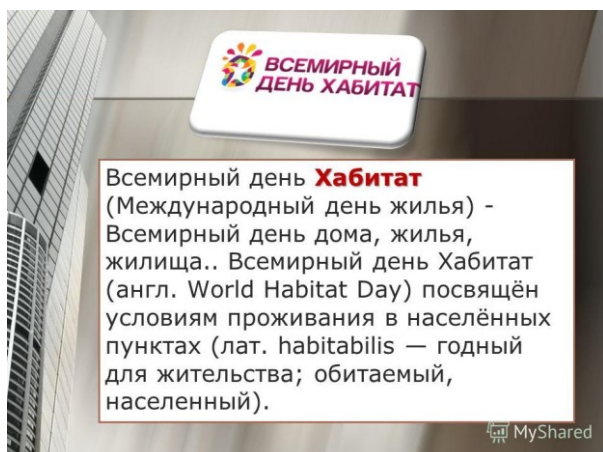 ВСЕМИРНЫЙ
ДЕНЬ ХАБИТАТ
Всемирный день Хабитат
(Международный день жилья) -
Всемирный день дома, жилья,
жилища.. Всемирный день Хабитат
(англ. World Habitat Day) посвящён
условиям проживания в населённых
пунктах (лат. habitabilis — годный
для жительства; обитаемый,
населенный).
MyShared